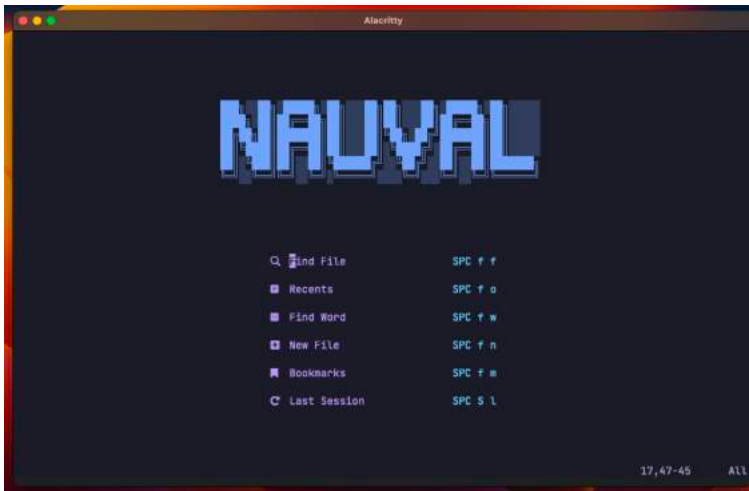 Alacritty
NAUVAL
Find File SPC f f
Recents SPC f o
Find Word SPC f w
New File SPC f n
Bookmarks SPC f m
Last Session SPC S l
17,47-45 All